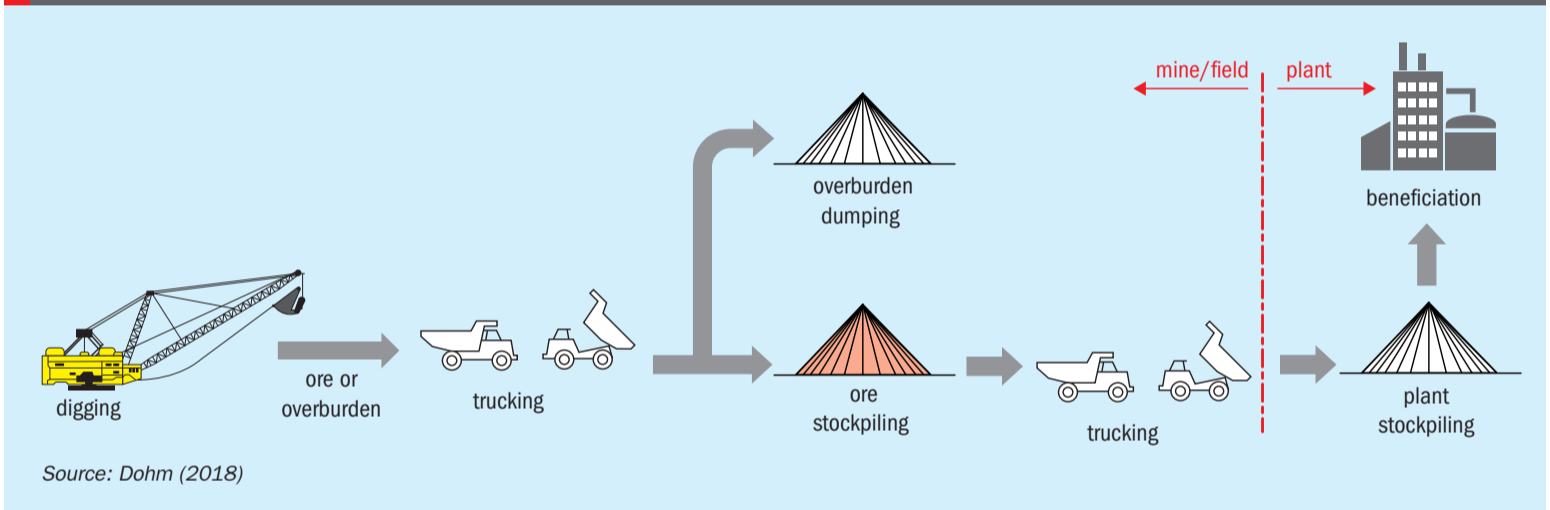 mine/field
plant
beneficiation
overburden
dumping
digging
ore or
overburden
trucking
ore
stockpiling
trucking
plant
stockpiling
Source: Dohm (2018)